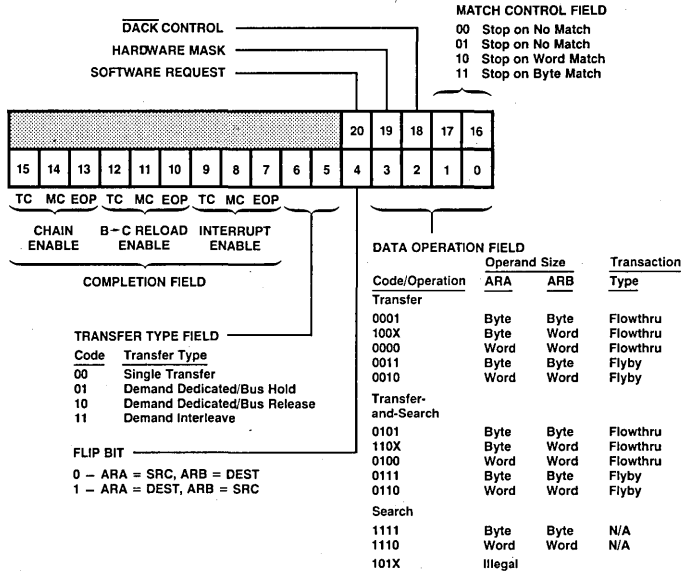 MATCH CONTROL FIELD
00 Stop on No Match
01 Stop on No Match
10 Stop on Word Match
11 Stop on Byte Match
DACK CONTROL
HARDWARE MASK
SOFTWARE REQUEST
20 19 18 17 16
15 14 13 12 11 10 9 8 7 6 5 4 3 2 1 0
TC MC EOP TC MC EOP TC MC EOP
CHAIN ENABLE
B→C RELOAD ENABLE
INTERRUPT ENABLE
COMPLETION FIELD
TRANSFER TYPE FIELD
Code Transfer Type
00 Single Transfer
01 Demand Dedicated/Bus Hold
10 Demand Dedicated/Bus Release
11 Demand Interleave
FLIP BIT
0 – ARA = SRC, ARB = DEST
1 – ARA = DEST, ARB = SRC
DATA OPERATION FIELD
Operand Size Transaction
Code/Operation ARA ARB Type
Transfer
0001 Byte Byte Flowthru
100X Byte Word Flowthru
0000 Word Word Flowthru
0011 Byte Byte Flyby
0010 Word Word Flyby
Transfer-
and-Search
0101 Byte Byte Flowthru
110X Byte Word Flowthru
0100 Word Word Flowthru
0111 Byte Byte Flyby
0110 Word Word Flyby
Search
1111 Byte Byte N/A
1110 Word Word N/A
101X Illegal